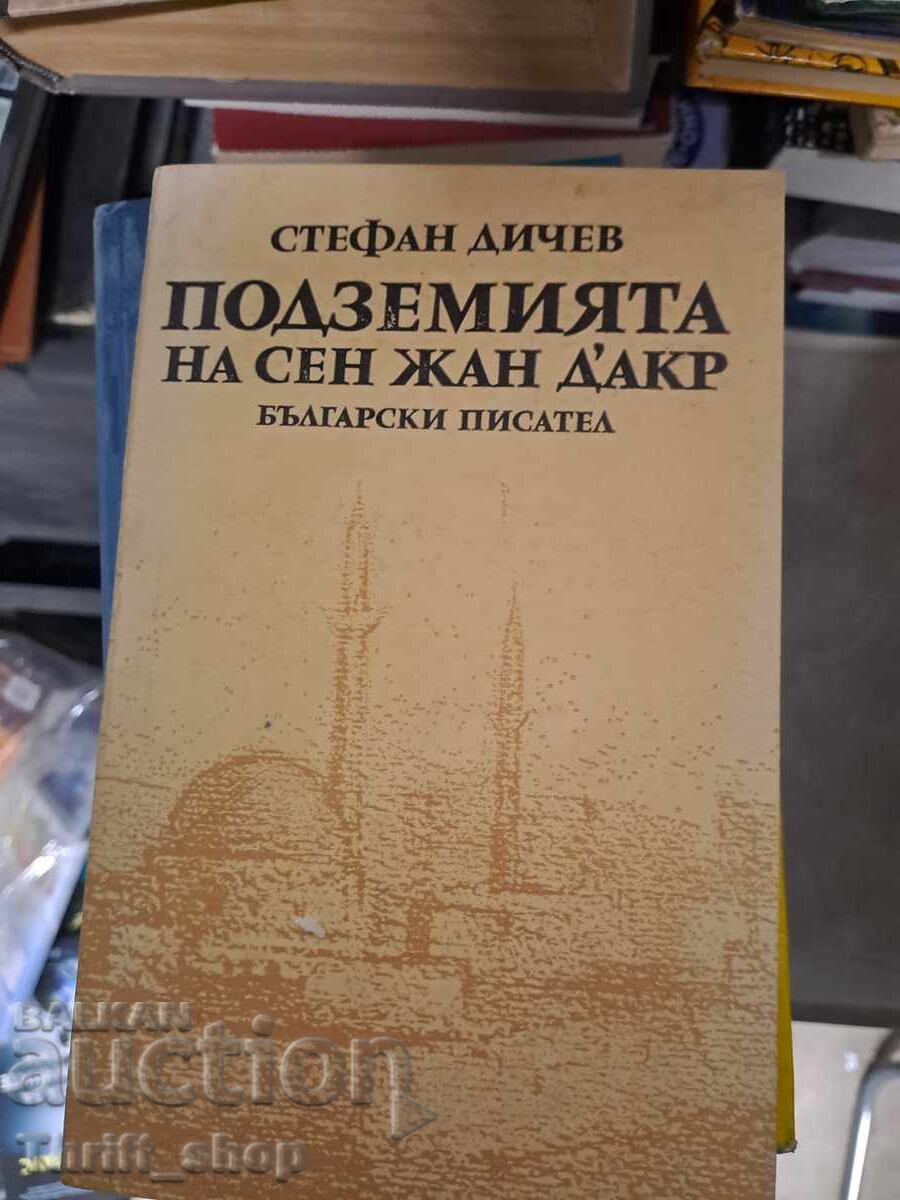 СТЕФАН ДИЧЕВ
ПОДЗЕМИЯТА
НА СЕН ЖАН Д'АКР
БЪЛГАРСКИ ПИСАТЕЛ
BALKAN
auction
Thrift_shop